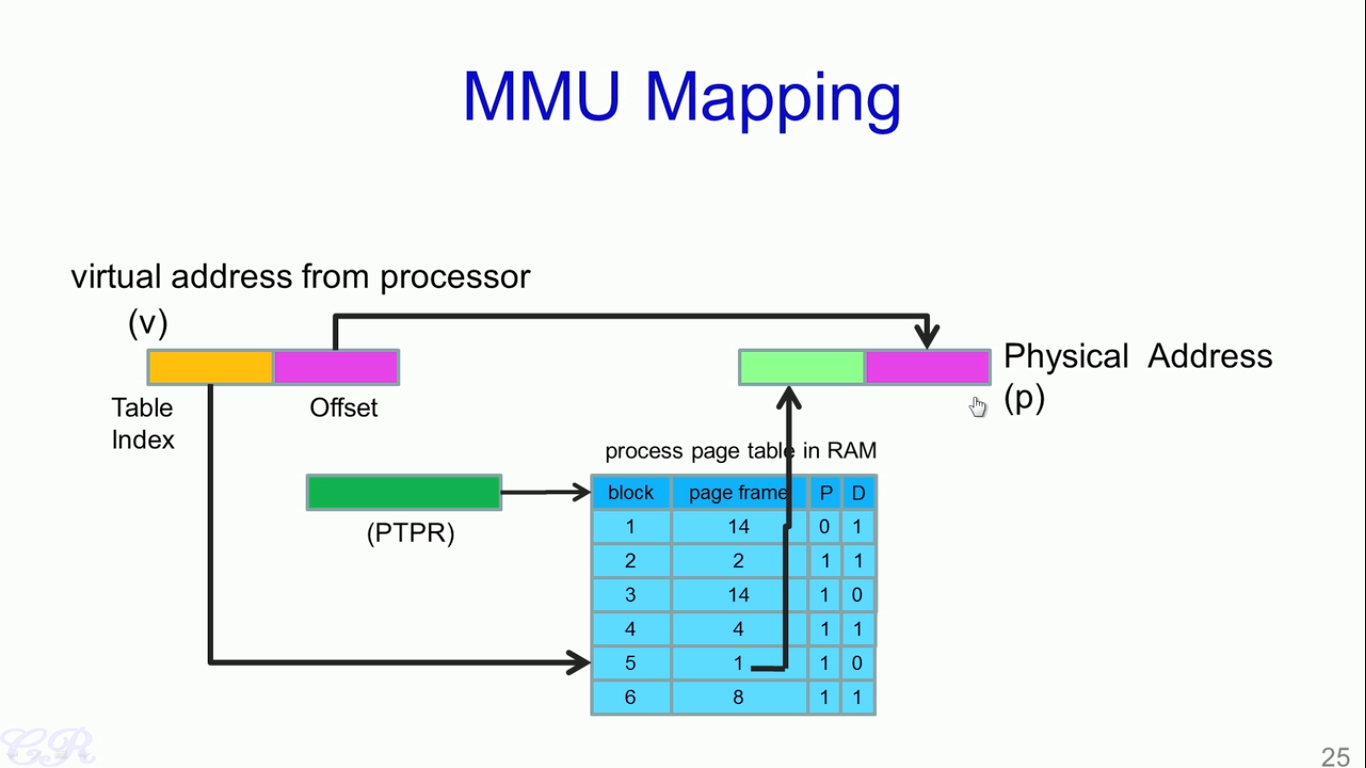 MMU Mapping
virtual address from processor
(v)
Physical Address
(p)
Table
Index
Offset
process page table in RAM
(PTPR)
block page frame P D
1 14 0 1
2 2 1 1
3 14 1 0
4 4 1 1
5 1 1 0
6 8 1 1
CR
25